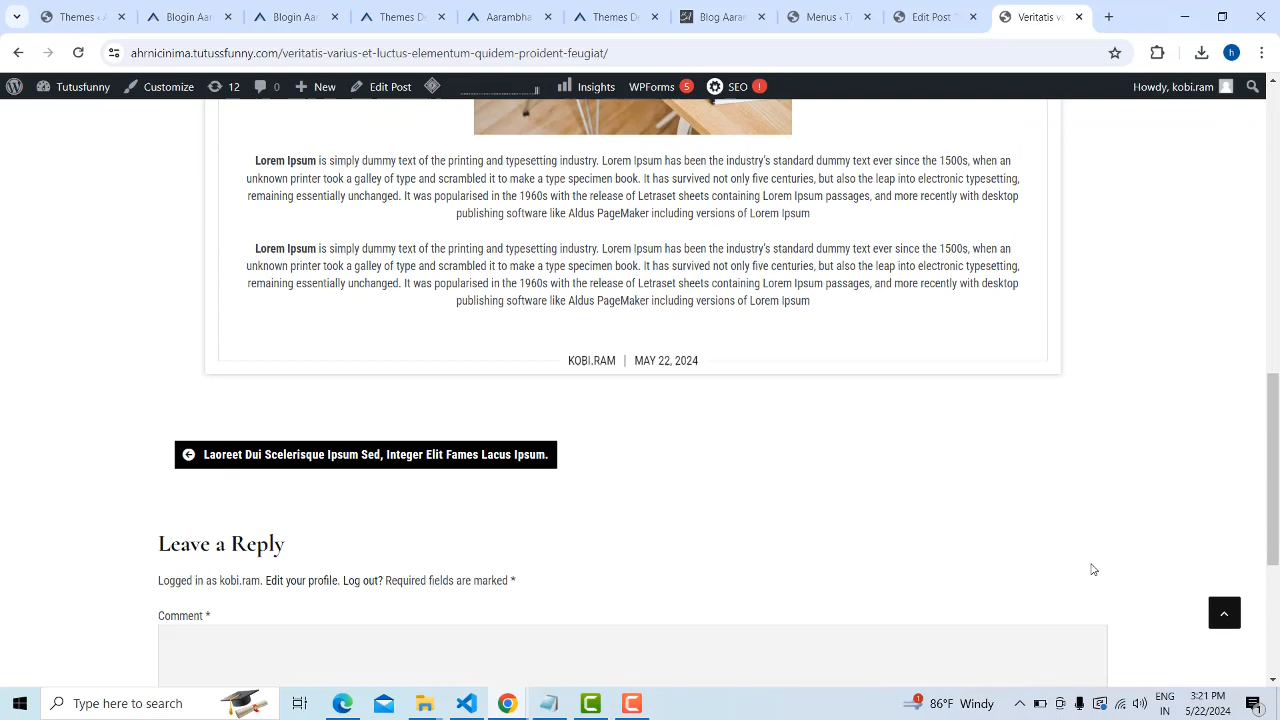 Themes ‹ A
Blogin Aar
Blogin Aar
Themes De
Aarambha
Themes De
Blog Aaran
Menus ‹ T
Edit Post "
Veritatis va
ahrnicinima.tutussfunny.com/veritatis-varius-et-luctus-elementum-quidem-proident-feugiat/
h
Tutusfunny
Customize
12
0
New
Edit Post
Insights
WPForms 5
SEO !
Howdy, kobi.ram
Lorem Ipsum is simply dummy text of the printing and typesetting industry. Lorem Ipsum has been the industry's standard dummy text ever since the 1500s, when an
unknown printer took a galley of type and scrambled it to make a type specimen book. It has survived not only five centuries, but also the leap into electronic typesetting,
remaining essentially unchanged. It was popularised in the 1960s with the release of Letraset sheets containing Lorem Ipsum passages, and more recently with desktop
publishing software like Aldus PageMaker including versions of Lorem Ipsum
Lorem Ipsum is simply dummy text of the printing and typesetting industry. Lorem Ipsum has been the industry's standard dummy text ever since the 1500s, when an
unknown printer took a galley of type and scrambled it to make a type specimen book. It has survived not only five centuries, but also the leap into electronic typesetting,
remaining essentially unchanged. It was popularised in the 1960s with the release of Letraset sheets containing Lorem Ipsum passages, and more recently with desktop
publishing software like Aldus PageMaker including versions of Lorem Ipsum
KOBI.RAM | MAY 22, 2024
Laoreet Dui Scelerisque Ipsum Sed, Integer Elit Fames Lacus Ipsum.
Leave a Reply
Logged in as kobi.ram. Edit your profile. Log out? Required fields are marked *
Comment *
Type here to search
1
86°F Windy
ENG
IN
3:21 PM
5/22/2024
1